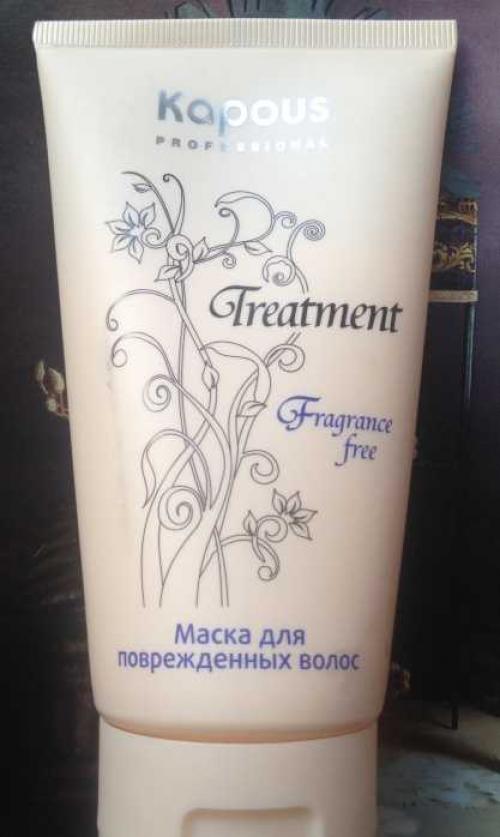 Kapous
PROFESSIONAL
Treatment
Fragrance
free
Маска для
поврежденных волос